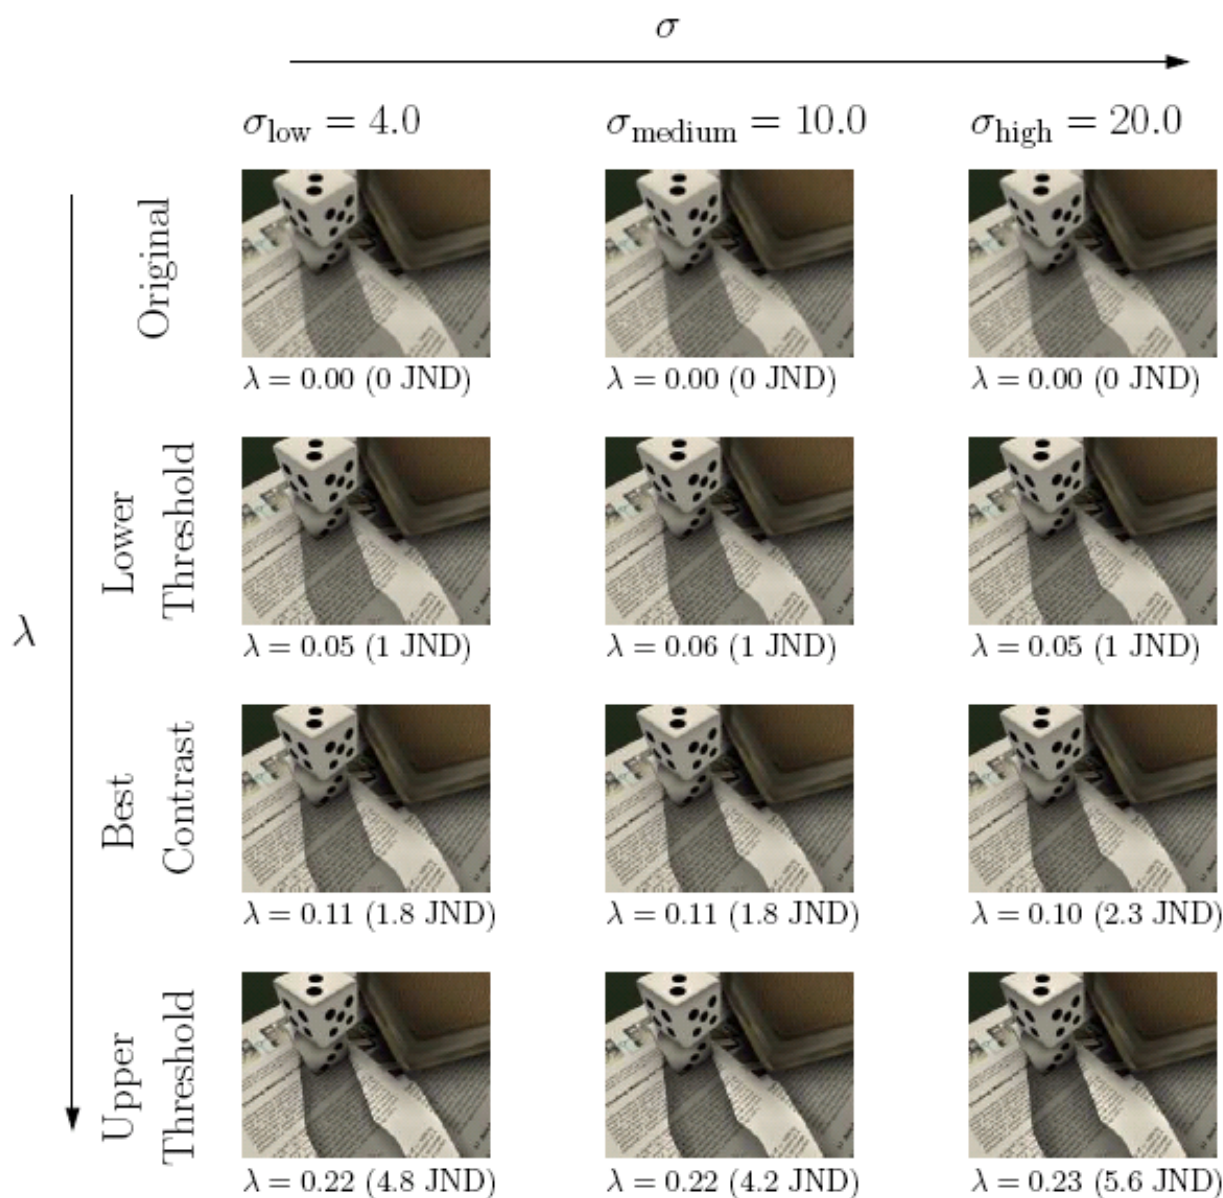 σ
σlow = 4.0 σmedium = 10.0 σhigh = 20.0
Original
λ = 0.00 (0 JND) λ = 0.00 (0 JND) λ = 0.00 (0 JND)
Lower
Threshold
λ = 0.05 (1 JND) λ = 0.06 (1 JND) λ = 0.05 (1 JND)
λ
Best
Contrast
λ = 0.11 (1.8 JND) λ = 0.11 (1.8 JND) λ = 0.10 (2.3 JND)
Upper
Threshold
λ = 0.22 (4.8 JND) λ = 0.22 (4.2 JND) λ = 0.23 (5.6 JND)